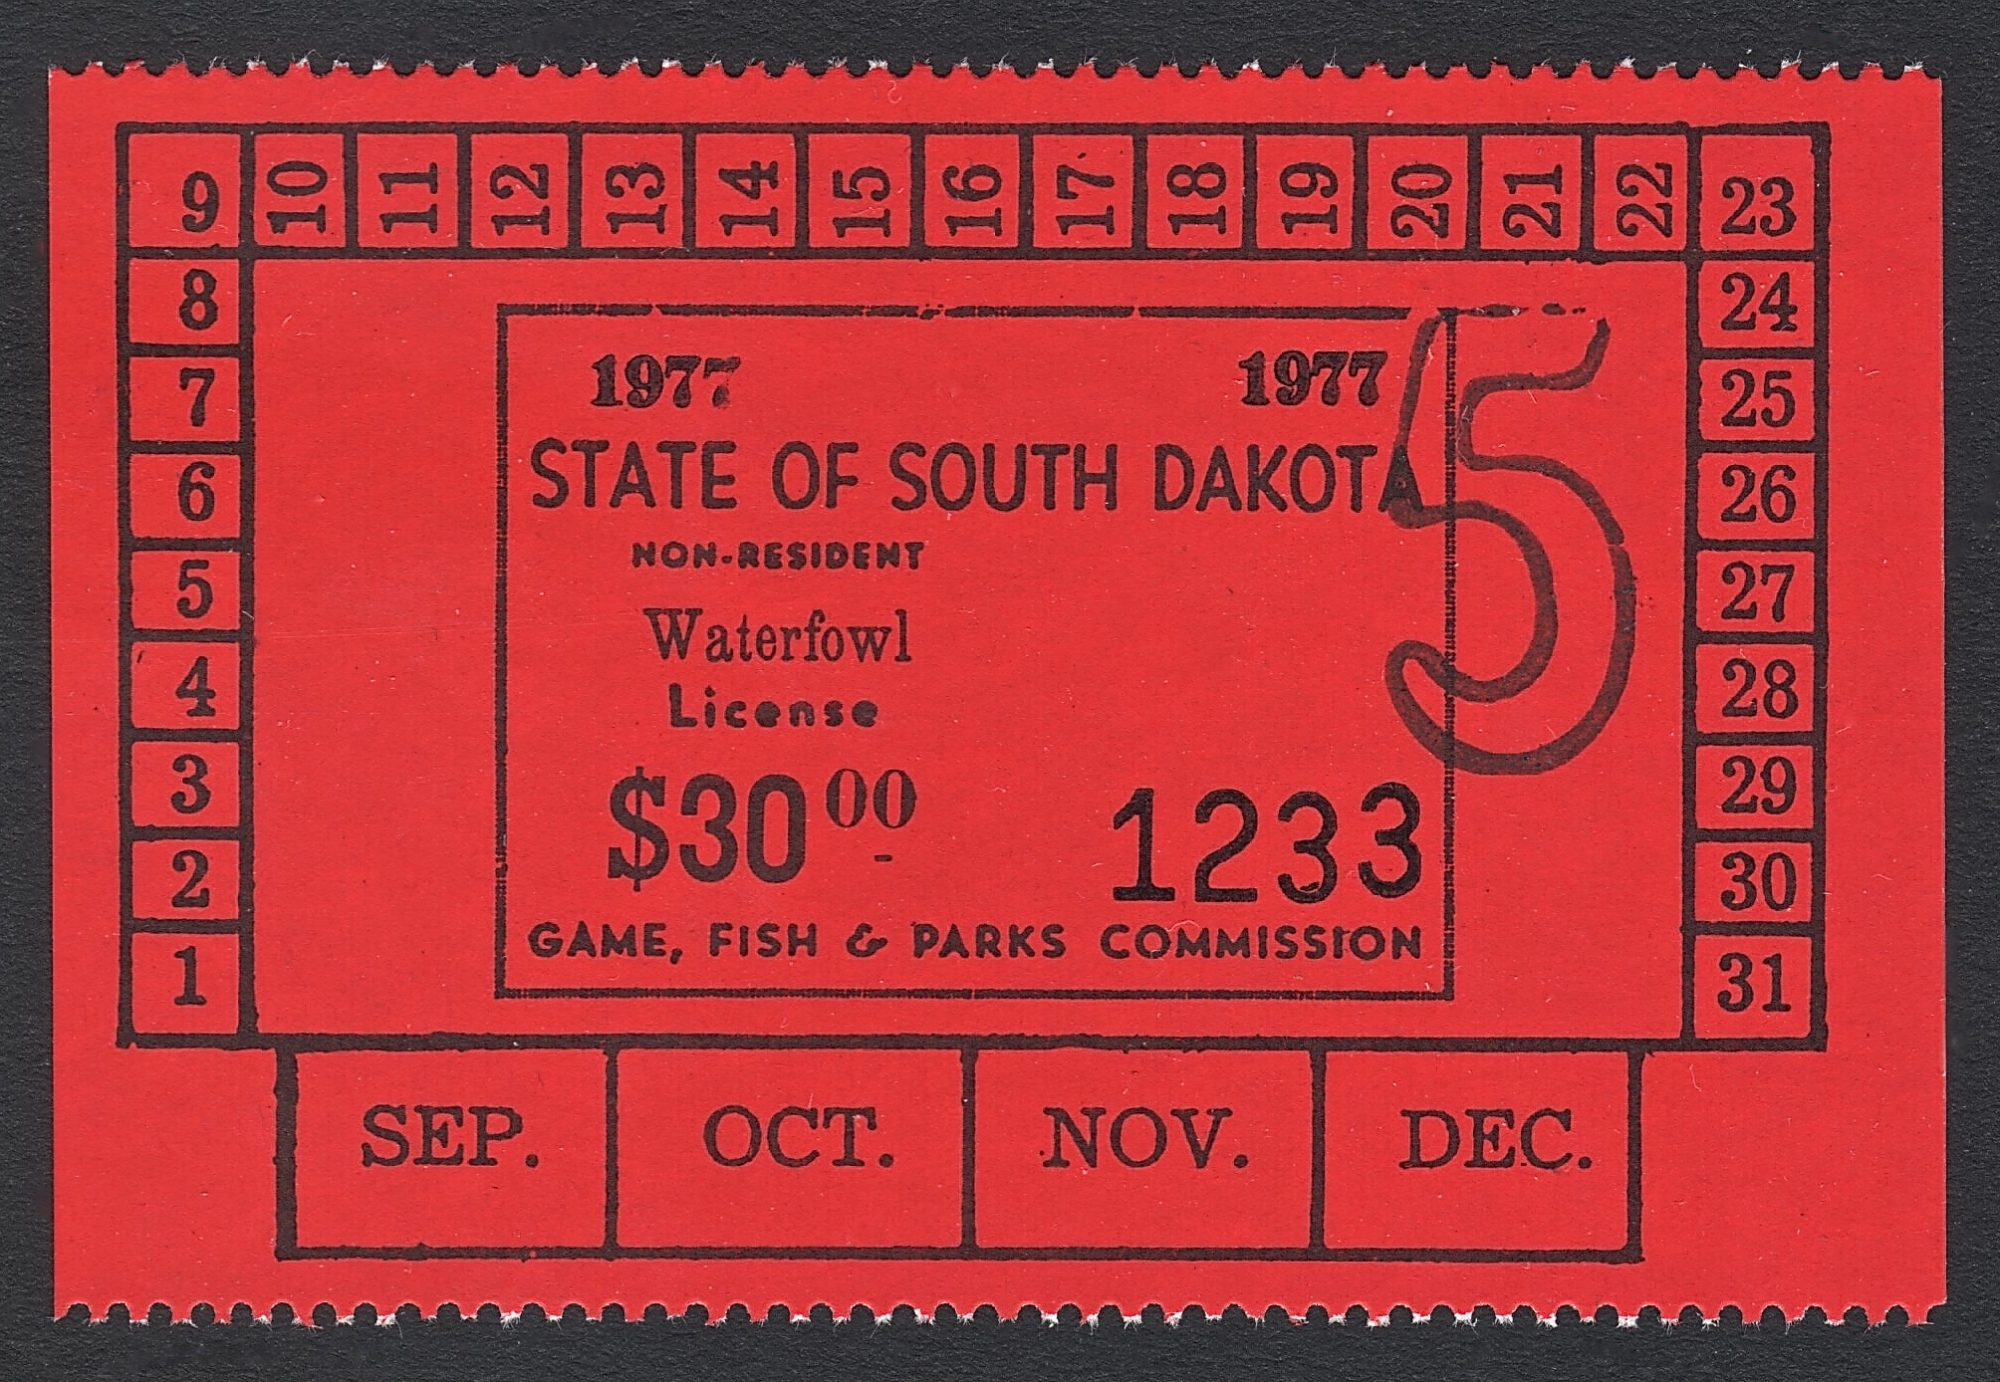 9 10 11 12 13 14 15 16 17 18 19 20 21 22 23
8 24
7 25
6 26
5 27
4 28
3 29
2 30
1 31
1977 1977
5
STATE OF SOUTH DAKOTA
NON-RESIDENT
Waterfowl
License
$30 00
-
1233
GAME, FISH & PARKS COMMISSION
SEP. OCT. NOV. DEC.